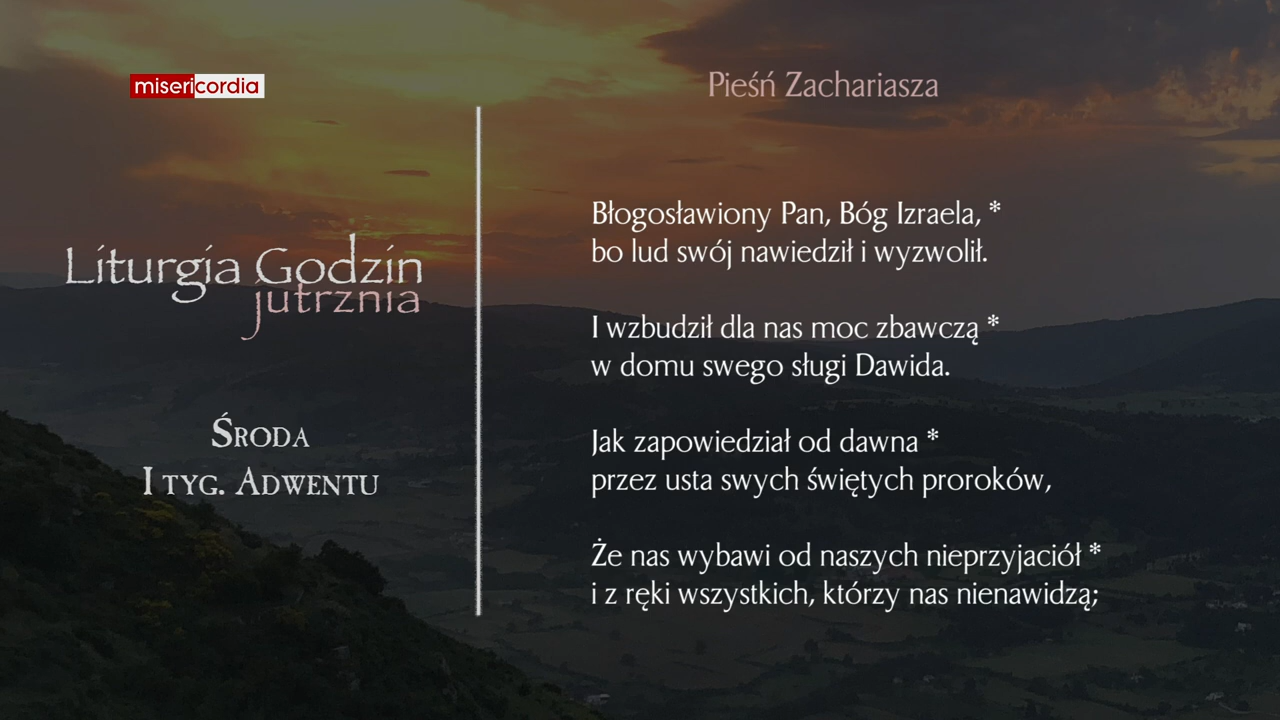 misericordia
Liturgia Godzin
jutrznia
Środa
I tyg. Adwentu
Pieśń Zachariasza
Błogosławiony Pan, Bóg Izraela, *
bo lud swój nawiedził i wyzwolił.
I wzbudził dla nas moc zbawczą *
w domu swego sługi Dawida.
Jak zapowiedział od dawna *
przez usta swych świętych proroków,
Że nas wybawi od naszych nieprzyjaciół *
i z ręki wszystkich, którzy nas nienawidzą;